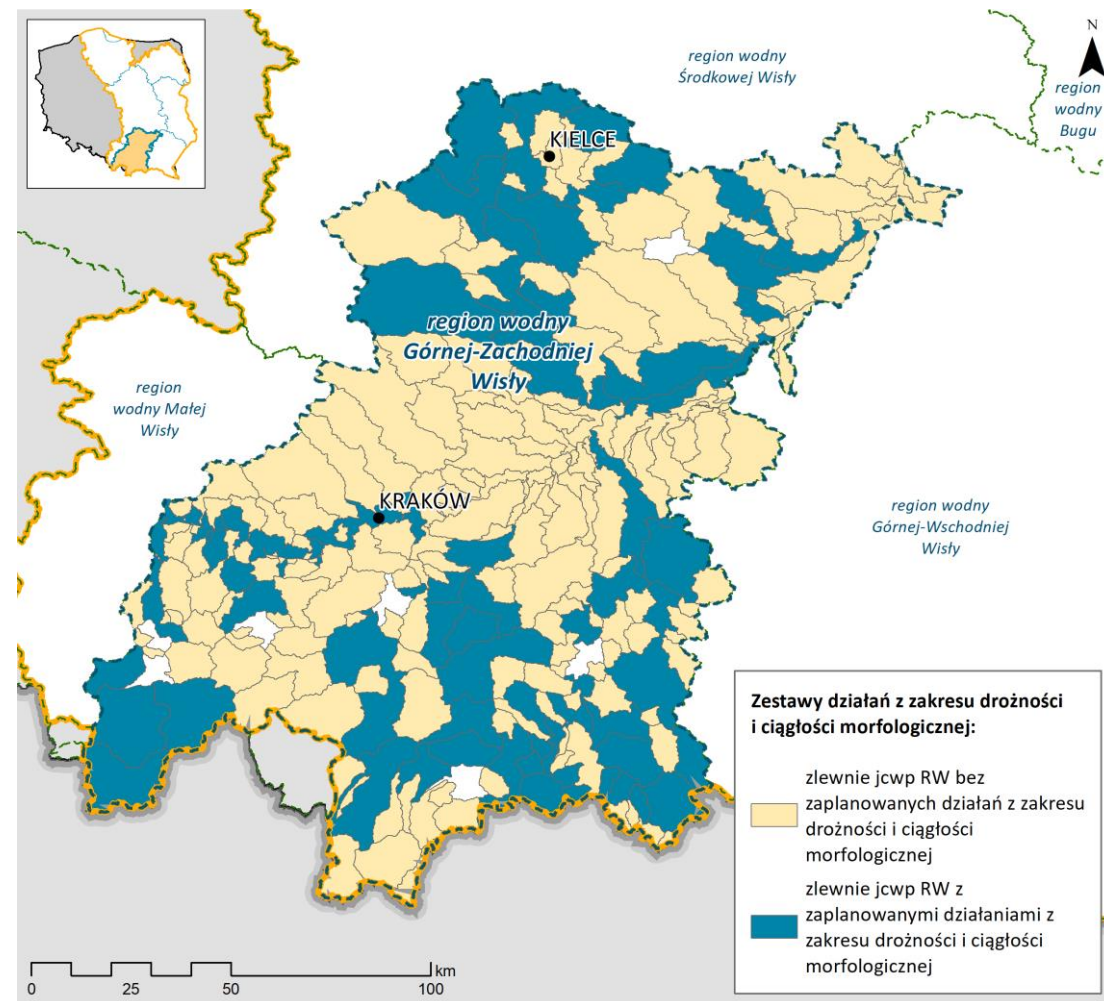 N
region wodny
Środkowej Wisły
region
wodny
Bugu
KIELCE
region wodny
Górnej-Zachodniej
Wisły
region
wodny Małej
Wisły
KRAKÓW
region wodny
Górnej-Wschodniej
Wisły
Zestawy działań z zakresu drożności
i ciągłości morfologicznej:
zlewnie jcwp RW bez
zaplanowanych działań z zakresu
drożności i ciągłości
morfologicznej
zlewnie jcwp RW z
zaplanowanymi działaniami z
zakresu drożności i ciągłości
morfologicznej
km
0 25 50 100